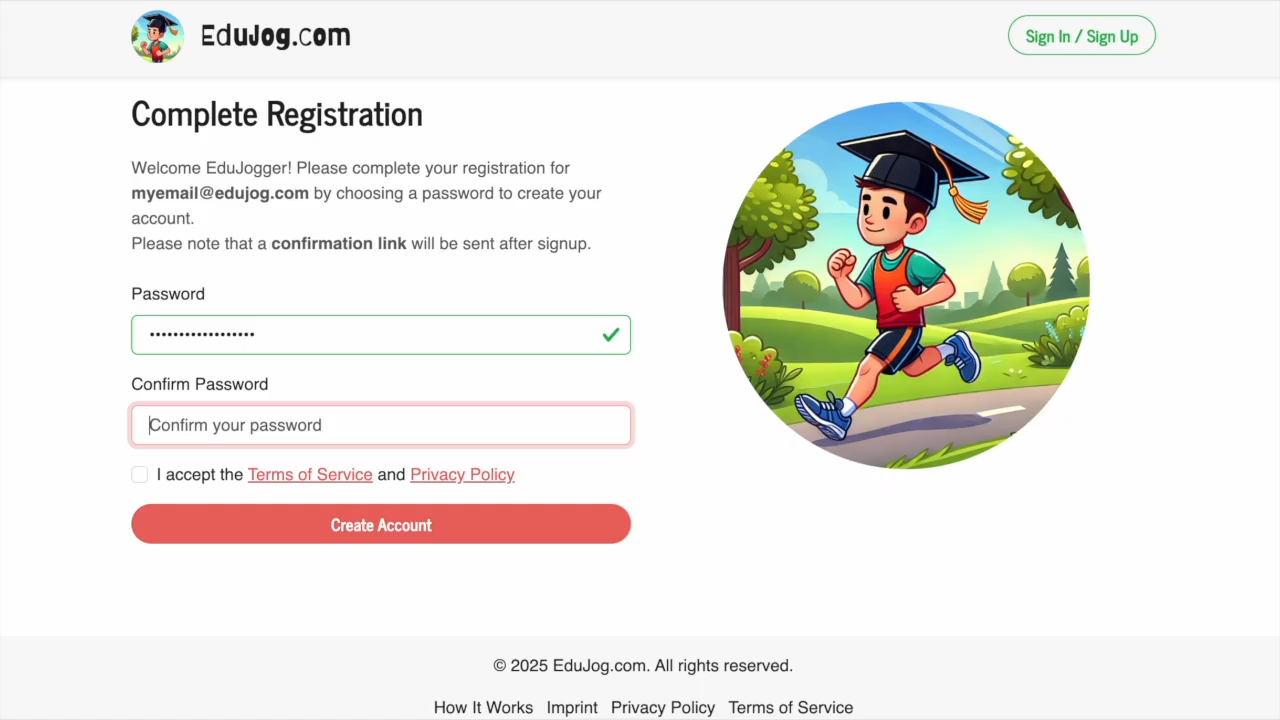 EduJog.com
Sign In / Sign Up
Complete Registration
Welcome EduJogger! Please complete your registration for
myemail@edujog.com by choosing a password to create your
account.
Please note that a confirmation link will be sent after signup.
Password
••••••••••••••••••
Confirm Password
Confirm your password
I accept the Terms of Service and Privacy Policy
Create Account
© 2025 EduJog.com. All rights reserved.
How It Works Imprint Privacy Policy Terms of Service